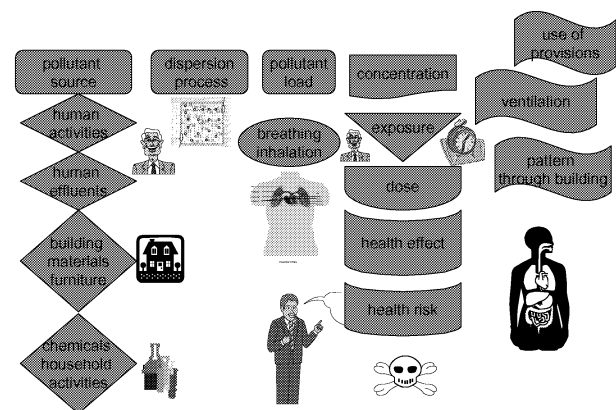 pollutant
source
dispersion
process
pollutant
load
concentration
use of
provisions
ventilation
human
activities
breathing
inhalation
exposure
pattern
through building
human
effluents
dose
building
materials
furniture
health effect
health risk
chemicals
household
activities